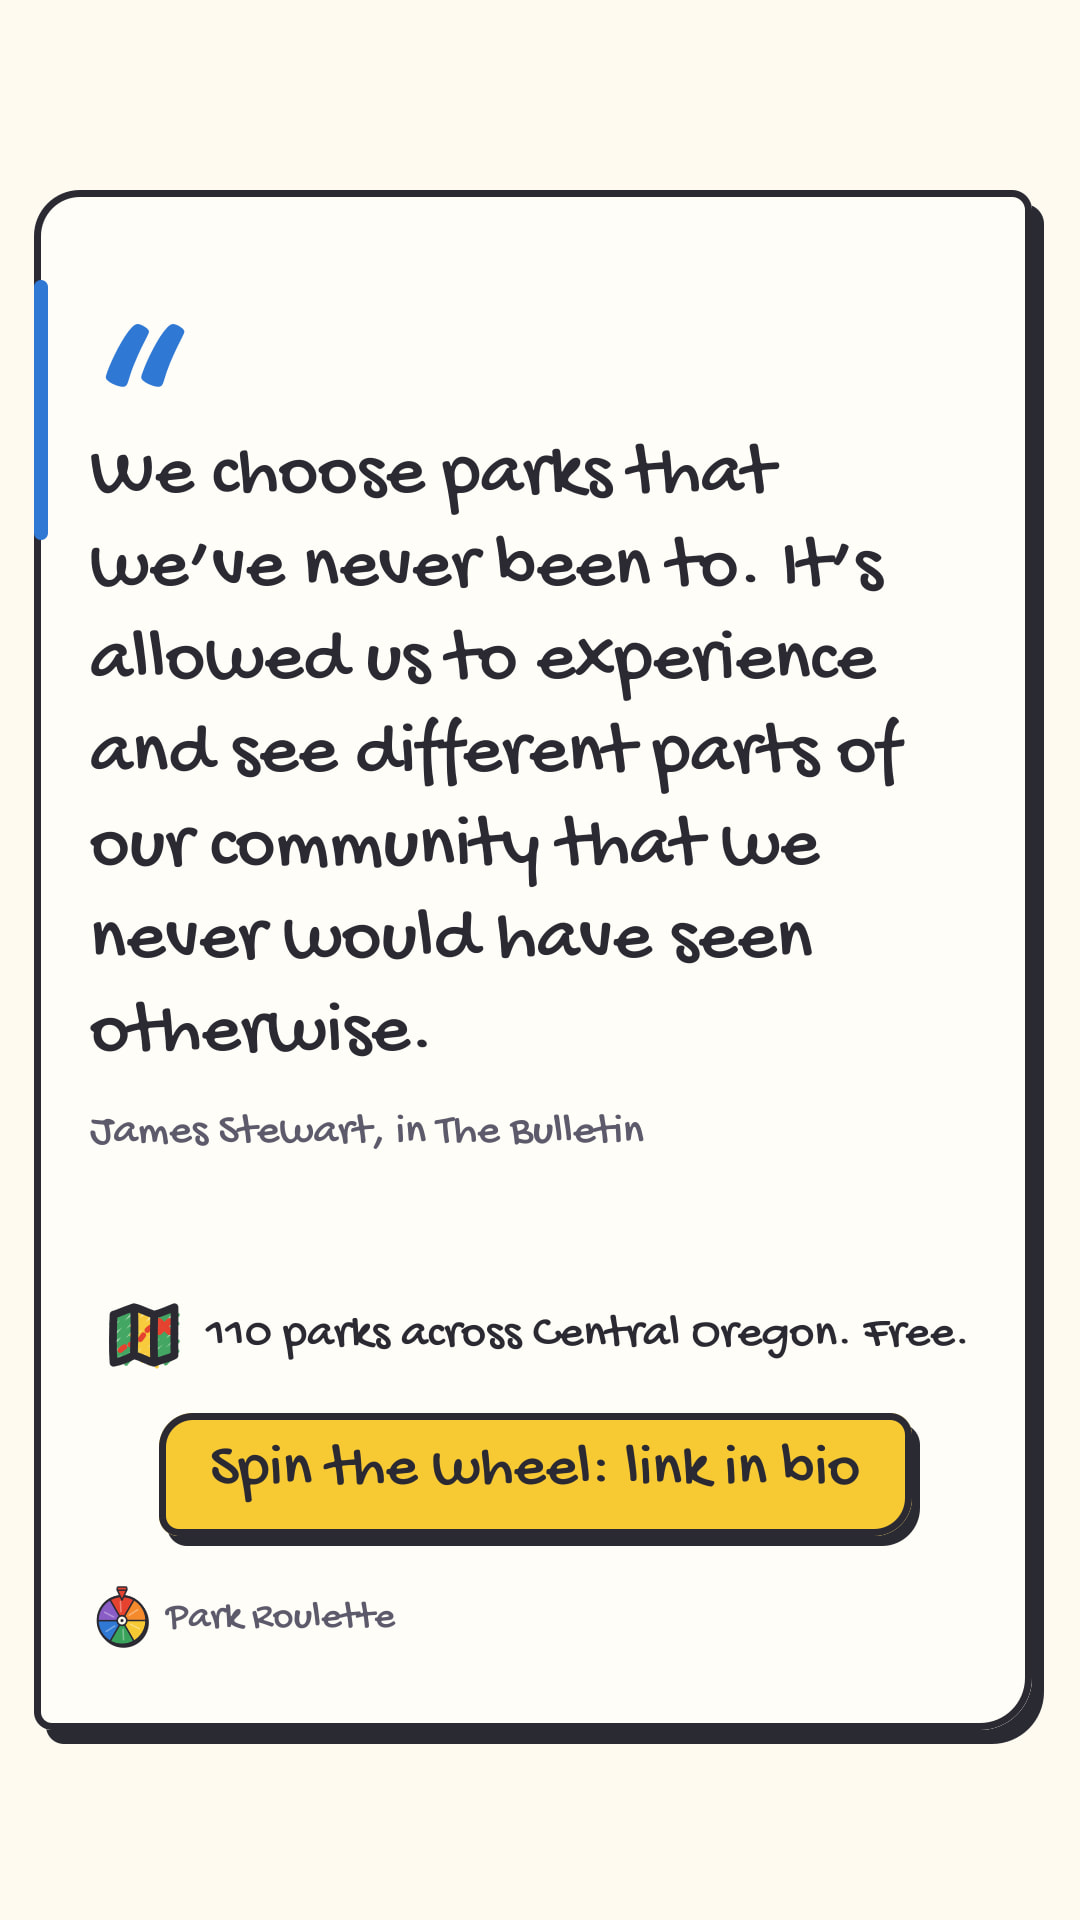 “
We choose parks that
we’ve never been to. It’s
allowed us to experience
and see different parts of
our community that we
never would have seen
otherwise.
James Stewart, in The Bulletin
110 parks across Central Oregon. Free.
Spin the wheel: link in bio
Park Roulette